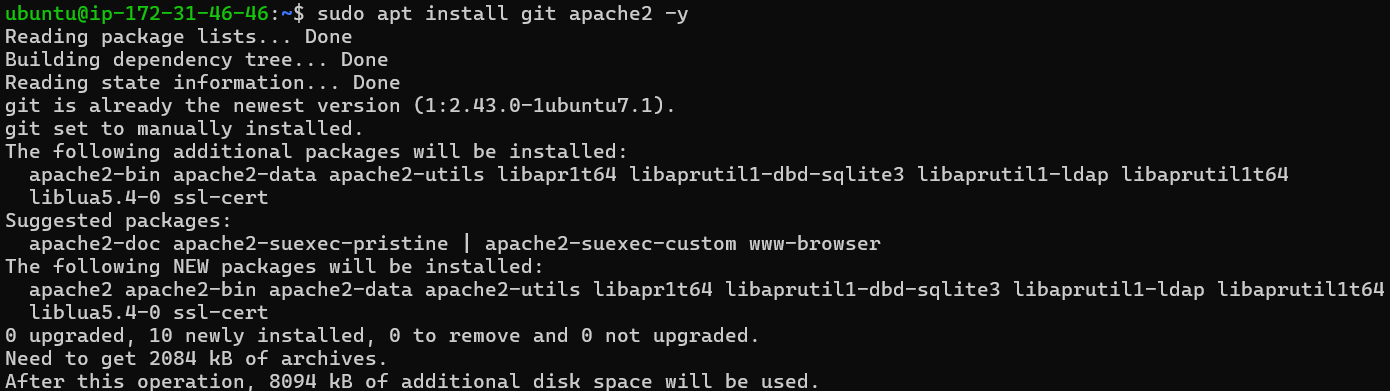 ubuntu@ip-172-31-46-46:~$ sudo apt install git apache2 -y
Reading package lists... Done
Building dependency tree... Done
Reading state information... Done
git is already the newest version (1:2.43.0-1ubuntu7.1).
git set to manually installed.
The following additional packages will be installed:
  apache2-bin apache2-data apache2-utils libapr1t64 libaprutil1-dbd-sqlite3 libaprutil1-ldap libaprutil1t64
  liblua5.4-0 ssl-cert
Suggested packages:
  apache2-doc apache2-suexec-pristine | apache2-suexec-custom www-browser
The following NEW packages will be installed:
  apache2 apache2-bin apache2-data apache2-utils libapr1t64 libaprutil1-dbd-sqlite3 libaprutil1-ldap libaprutil1t64
  liblua5.4-0 ssl-cert
0 upgraded, 10 newly installed, 0 to remove and 0 not upgraded.
Need to get 2084 kB of archives.
After this operation, 8094 kB of additional disk space will be used.